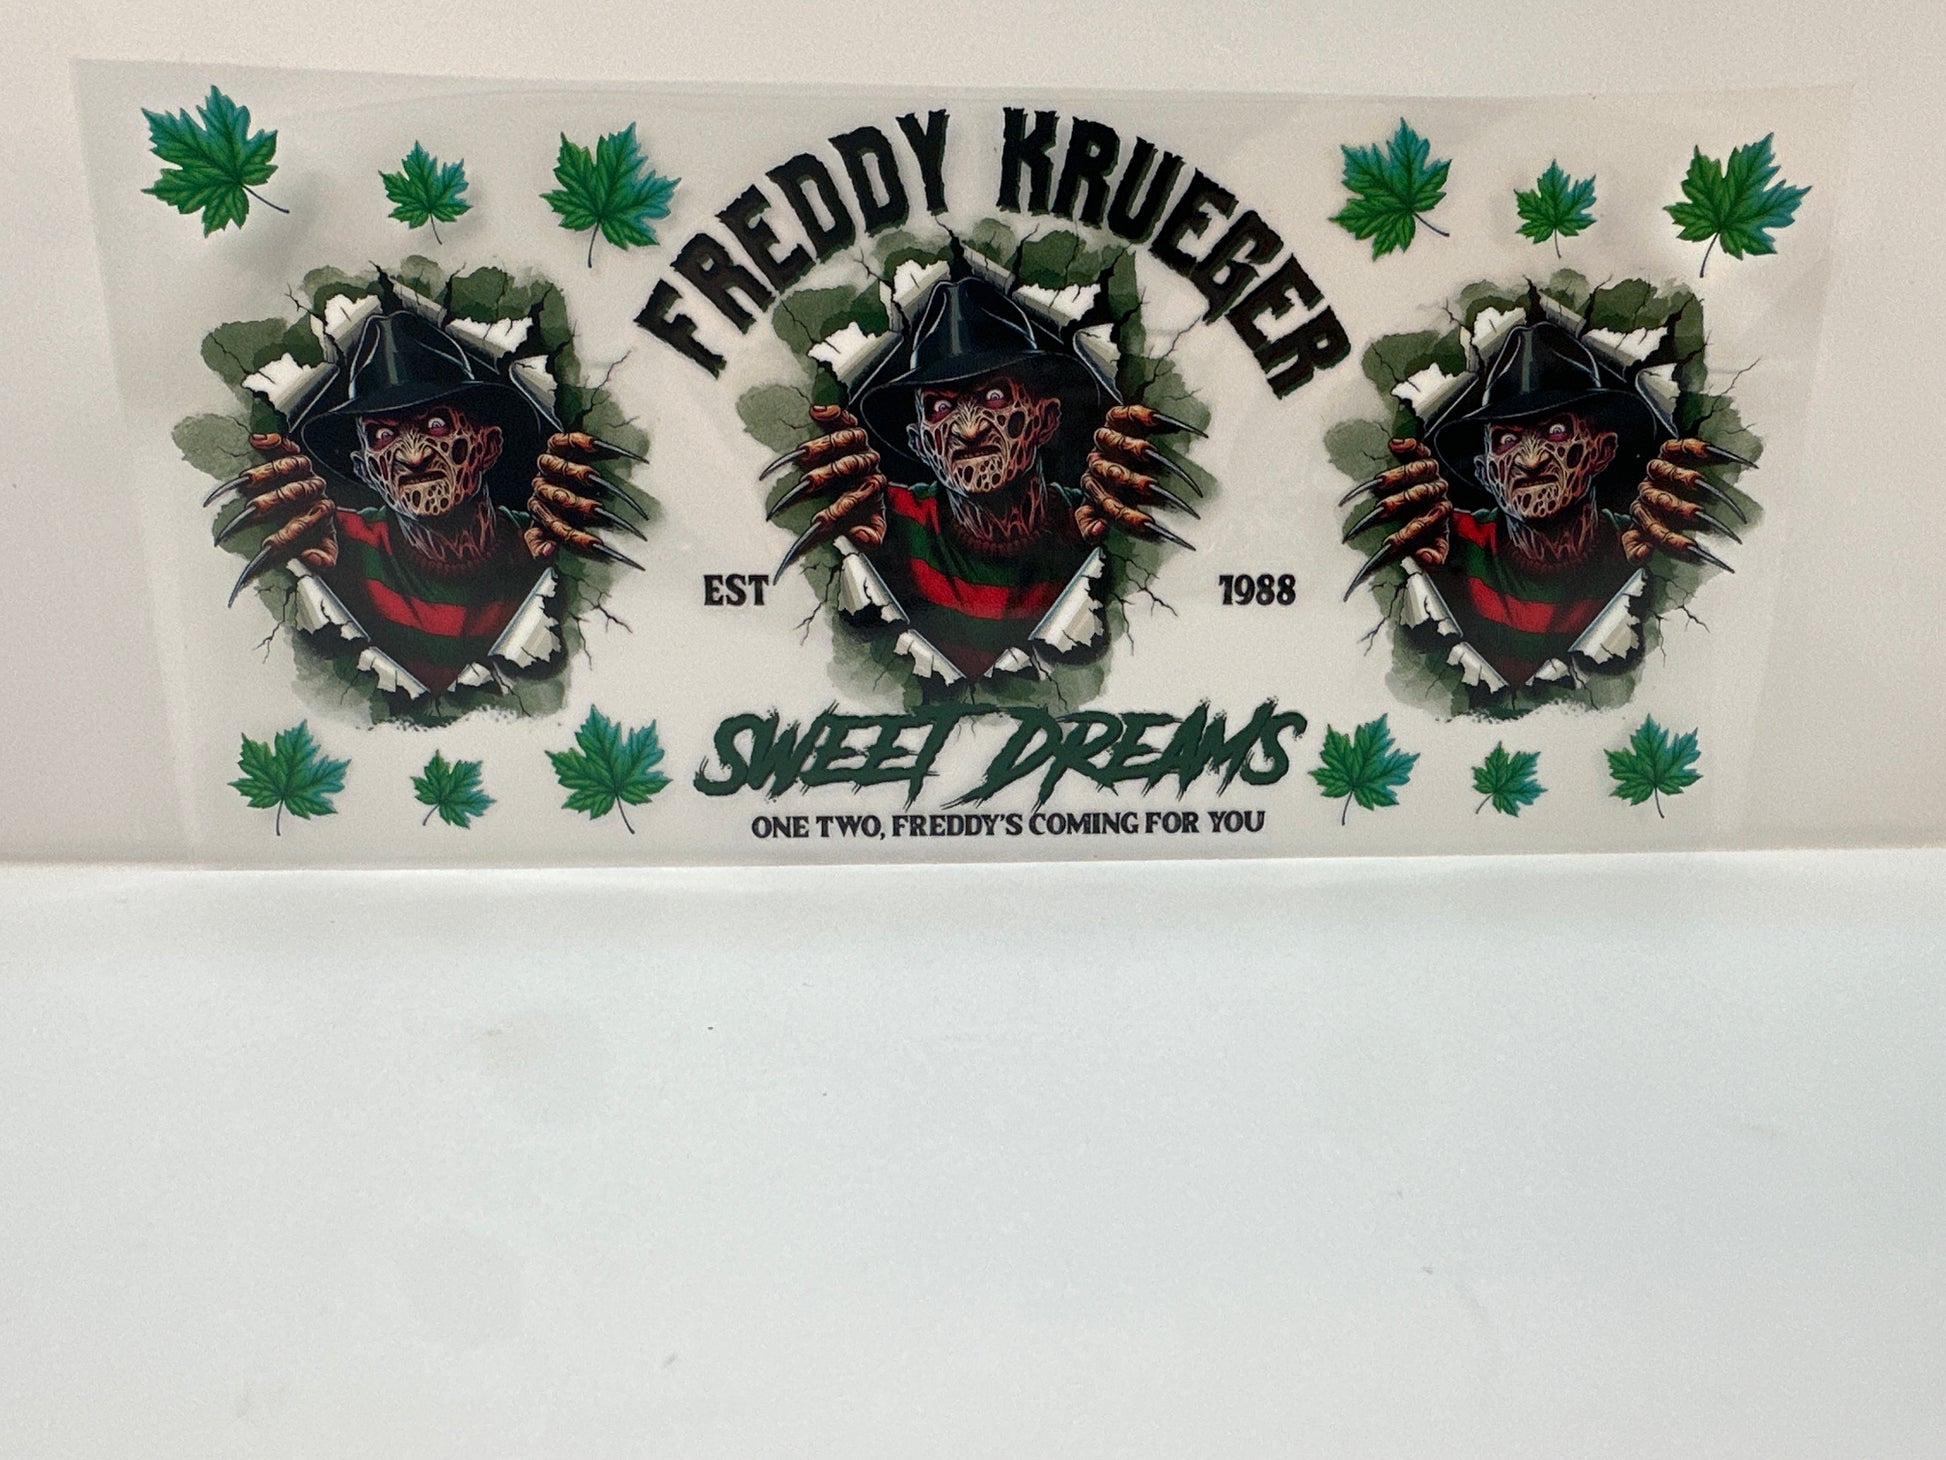 FREDDY KRUEGER
EST 1988
SWEET DREAMS
ONE TWO, FREDDY'S COMING FOR YOU